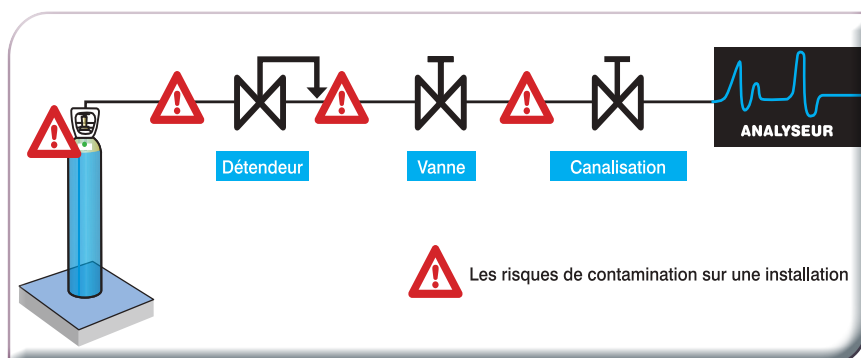 ANALYSEUR
Détendeur
Vanne
Canalisation
Les risques de contamination sur une installation